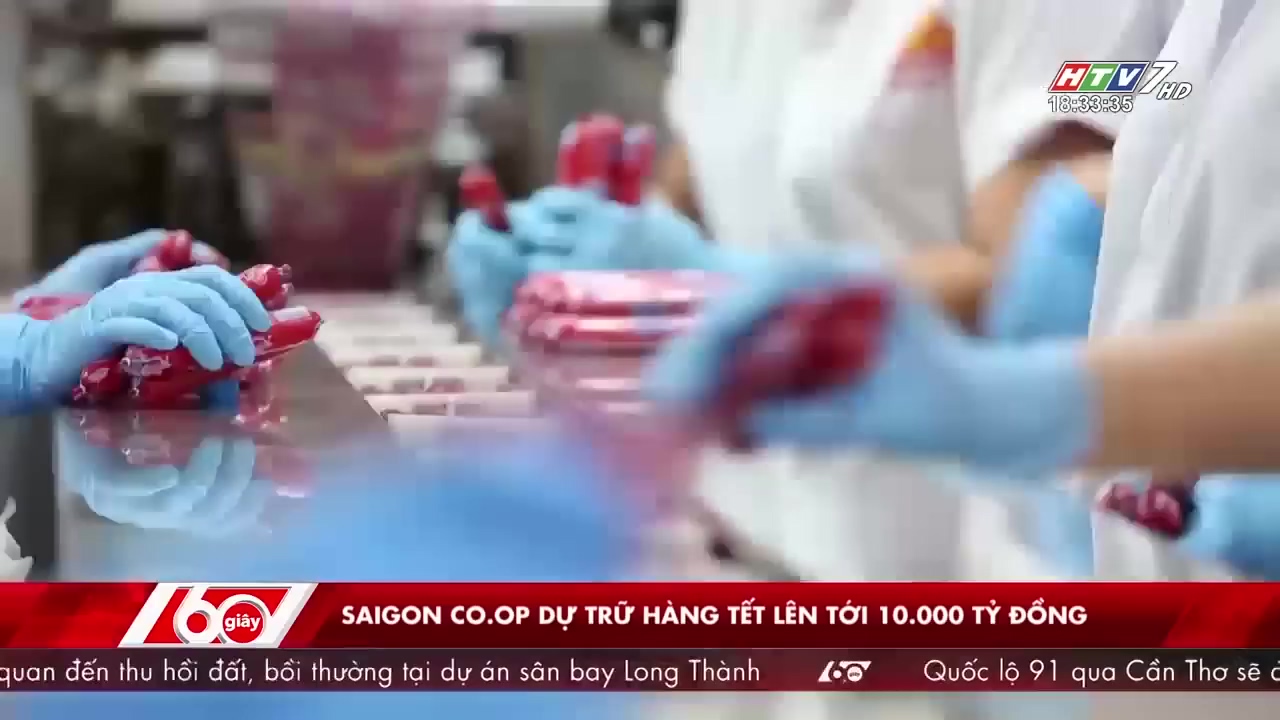 HTV7 HD
18:33:35
60 giây SAIGON CO.OP DỰ TRỮ HÀNG TẾT LÊN TỚI 10.000 TỶ ĐỒNG
quan đến thu hồi đất, bồi thường tại dự án sân bay Long Thành 60 giây Quốc lộ 91 qua Cần Thơ sẽ